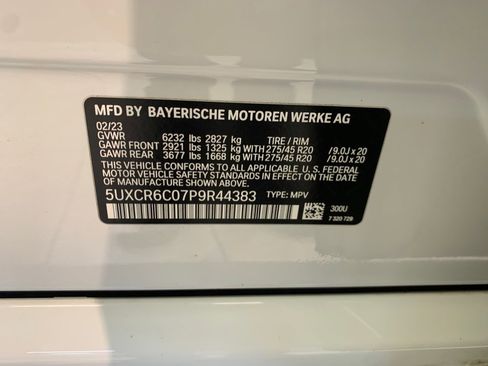 MFD BY BAYERISCHE MOTOREN WERKE AG
02/23
GVWR 6232 lbs 2827 kg TIRE / RIM
GAWR FRONT 2921 lbs 1325 kg WITH 275/45 R20 /9.0J x 20
GAWR REAR 3677 lbs 1668 kg WITH 275/45 R20 /9.0J x 20
THIS VEHICLE CONFORMS TO ALL APPLICABLE U. S. FEDERAL
MOTOR VEHICLE SAFETY STANDARDS IN EFFECT ON THE DATE
OF MANUFACTURE SHOWN ABOVE.
5UXCR6C07P9R44383 TYPE: MPV 300U
7 320 729